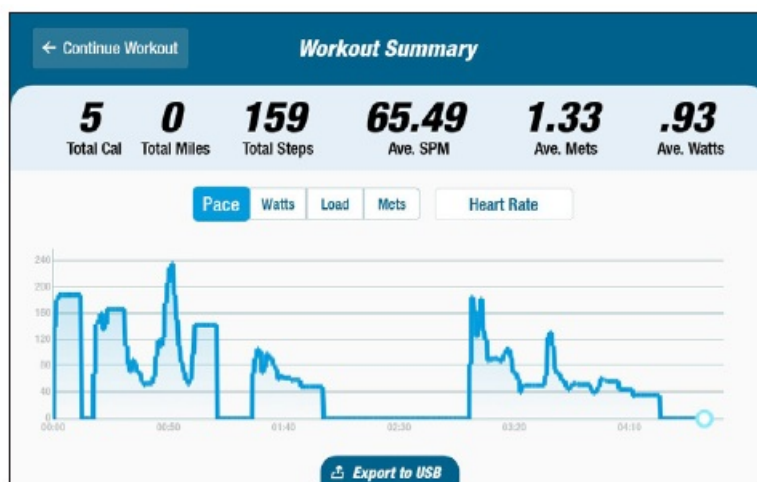 ← Continue Workout
Workout Summary
5 0 159 65.49 1.33 .93
Total Cal Total Miles Total Steps Ave. SPM Ave. Mets Ave. Watts
Pace Watts Load Mets Heart Rate
240
200
160
120
80
40
0
00:00 00:50 01:40 02:30 03:20 04:10
Export to USB